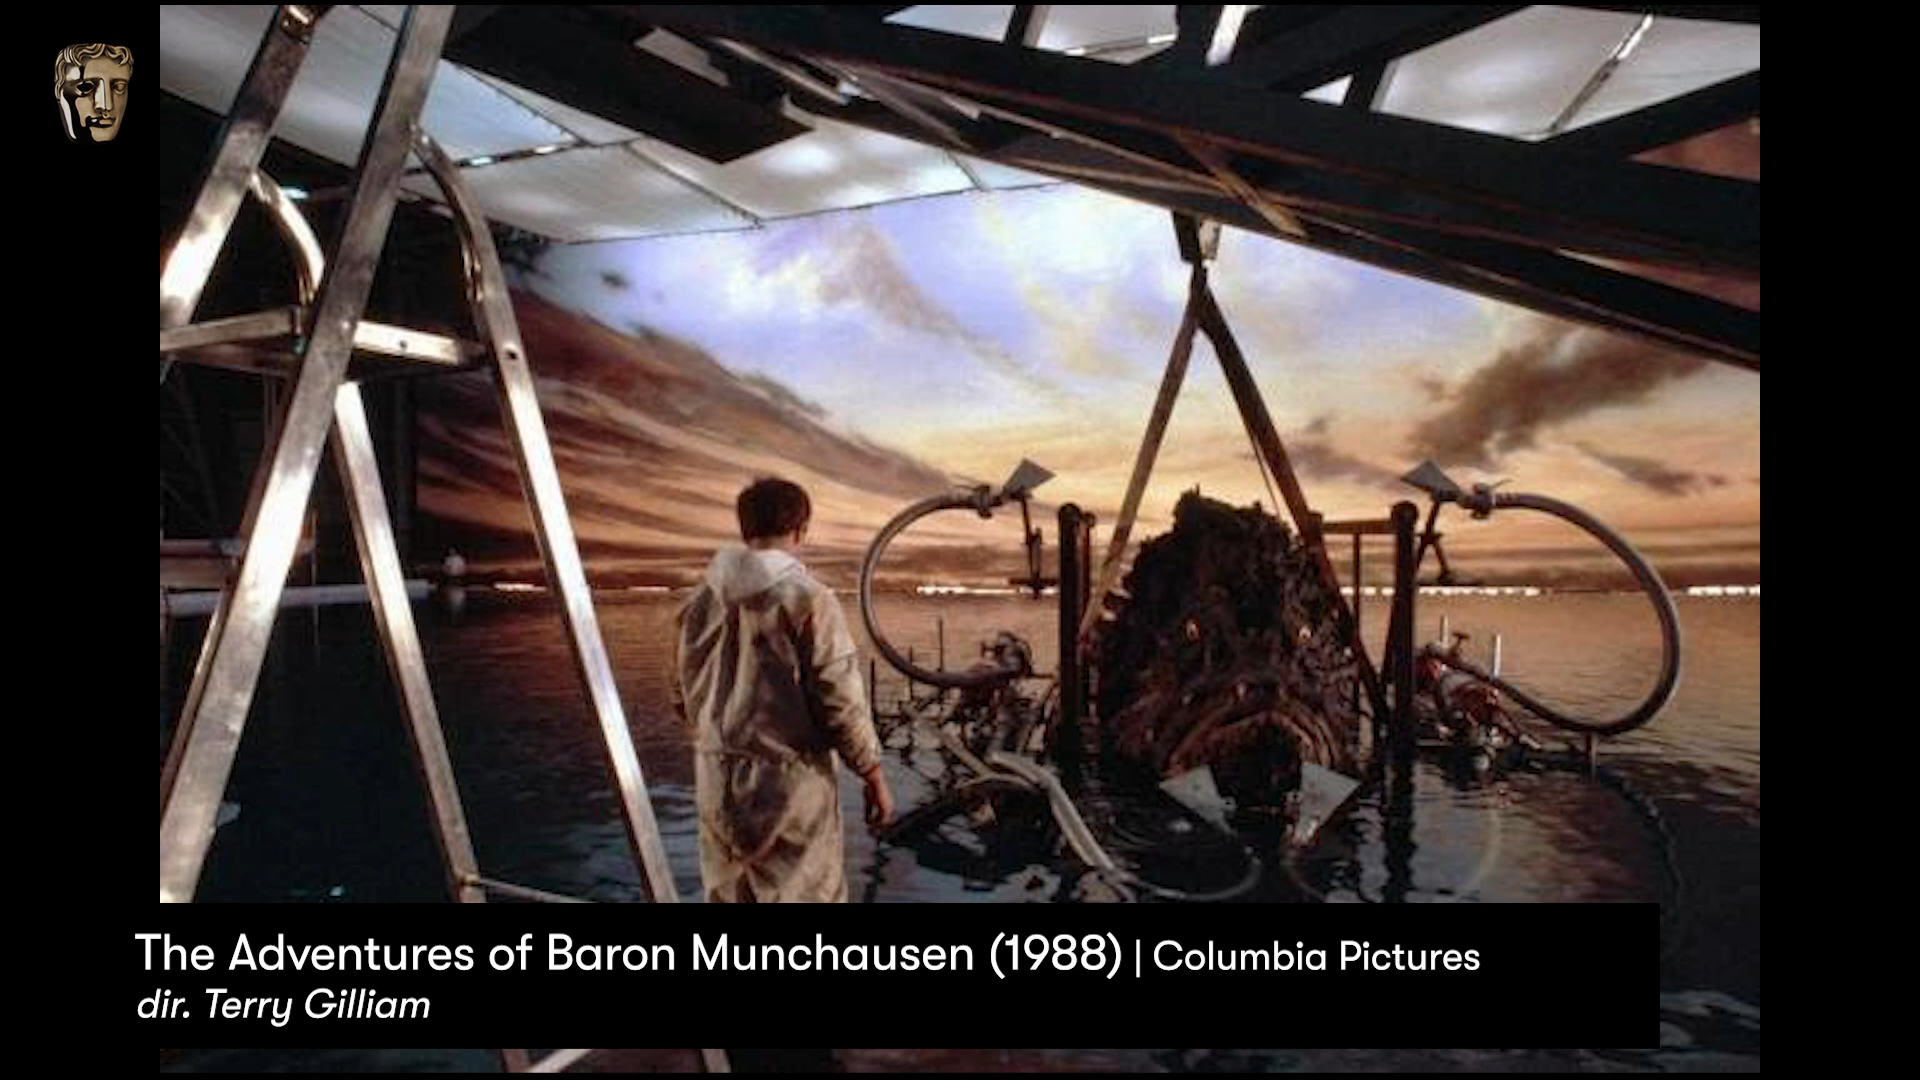 The Adventures of Baron Munchausen (1988) | Columbia Pictures
dir. Terry Gilliam